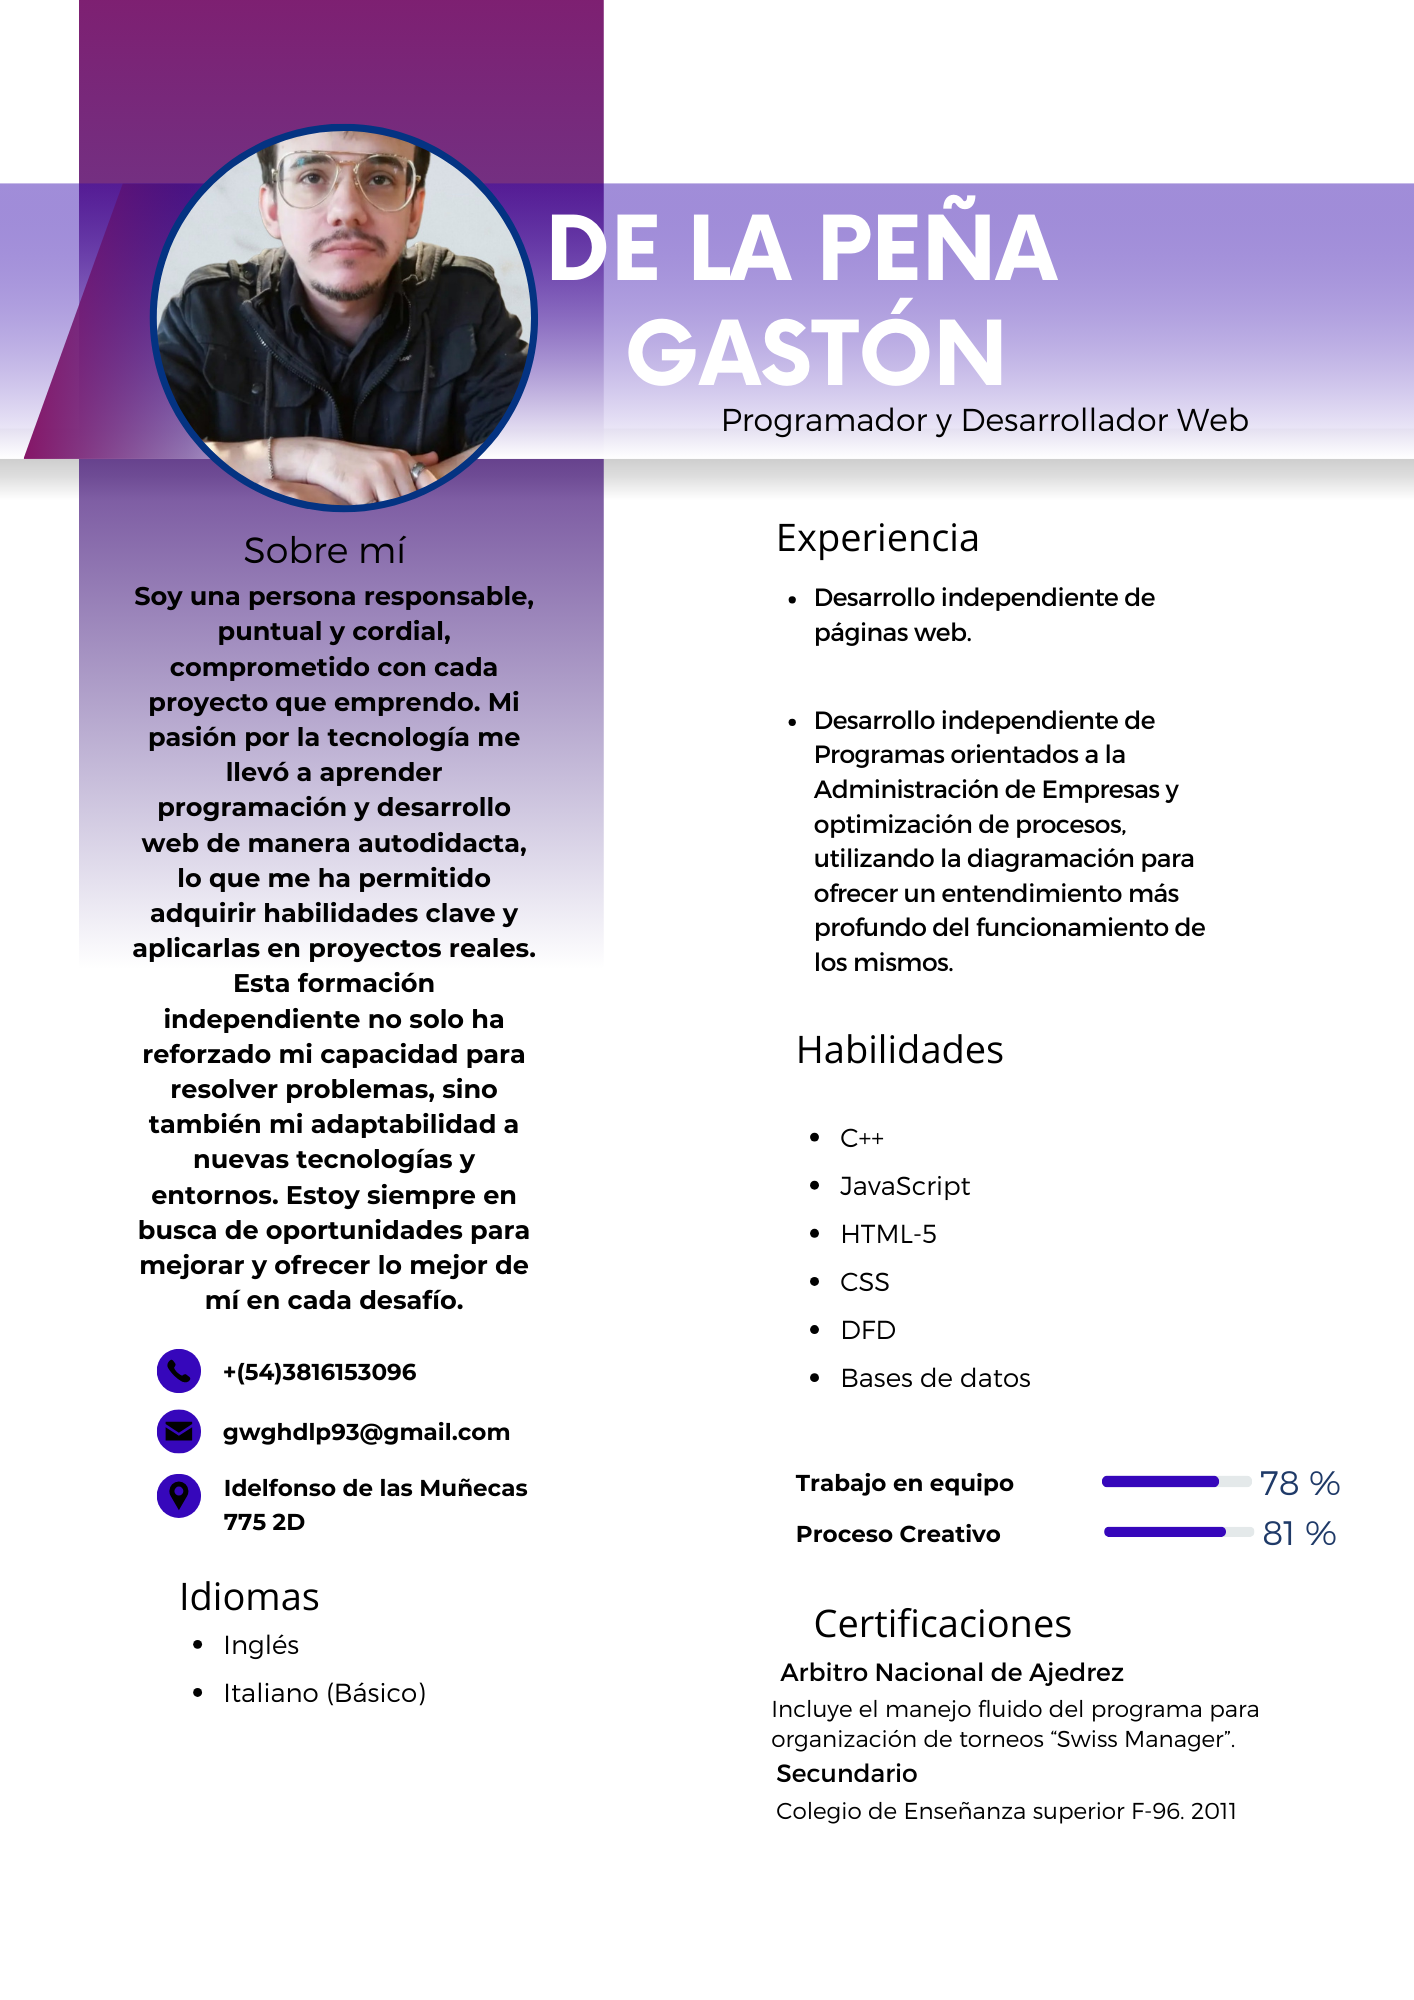 DE LA PEÑA
GASTÓN
Programador y Desarrollador Web
Sobre mí
Soy una persona responsable,
puntual y cordial,
comprometido con cada
proyecto que emprendo. Mi
pasión por la tecnología me
llevó a aprender
programación y desarrollo
web de manera autodidacta,
lo que me ha permitido
adquirir habilidades clave y
aplicarlas en proyectos reales.
Esta formación
independiente no solo ha
reforzado mi capacidad para
resolver problemas, sino
también mi adaptabilidad a
nuevas tecnologías y
entornos. Estoy siempre en
busca de oportunidades para
mejorar y ofrecer lo mejor de
mí en cada desafío.
+(54)3816153096
gwghdlp93@gmail.com
Idelfonso de las Muñecas
775 2D
Idiomas
• Inglés
• Italiano (Básico)
Experiencia
• Desarrollo independiente de
páginas web.
• Desarrollo independiente de
Programas orientados a la
Administración de Empresas y
optimización de procesos,
utilizando la diagramación para
ofrecer un entendimiento más
profundo del funcionamiento de
los mismos.
Habilidades
• C++
• JavaScript
• HTML-5
• CSS
• DFD
• Bases de datos
Trabajo en equipo 78 %
Proceso Creativo 81 %
Certificaciones
Arbitro Nacional de Ajedrez
Incluye el manejo fluido del programa para
organización de torneos “Swiss Manager”.
Secundario
Colegio de Enseñanza superior F-96. 2011